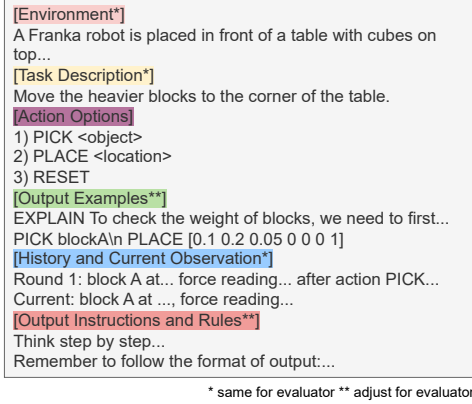 [Environment*]
A Franka robot is placed in front of a table with cubes on
top...
[Task Description*]
Move the heavier blocks to the corner of the table.
[Action Options]
1) PICK <object>
2) PLACE <location>
3) RESET
[Output Examples**]
EXPLAIN To check the weight of blocks, we need to first...
PICK blockA\n PLACE [0.1 0.2 0.05 0 0 0 1]
[History and Current Observation*]
Round 1: block A at... force reading... after action PICK...
Current: block A at ..., force reading...
[Output Instructions and Rules**]
Think step by step...
Remember to follow the format of output:...
* same for evaluator ** adjust for evaluator